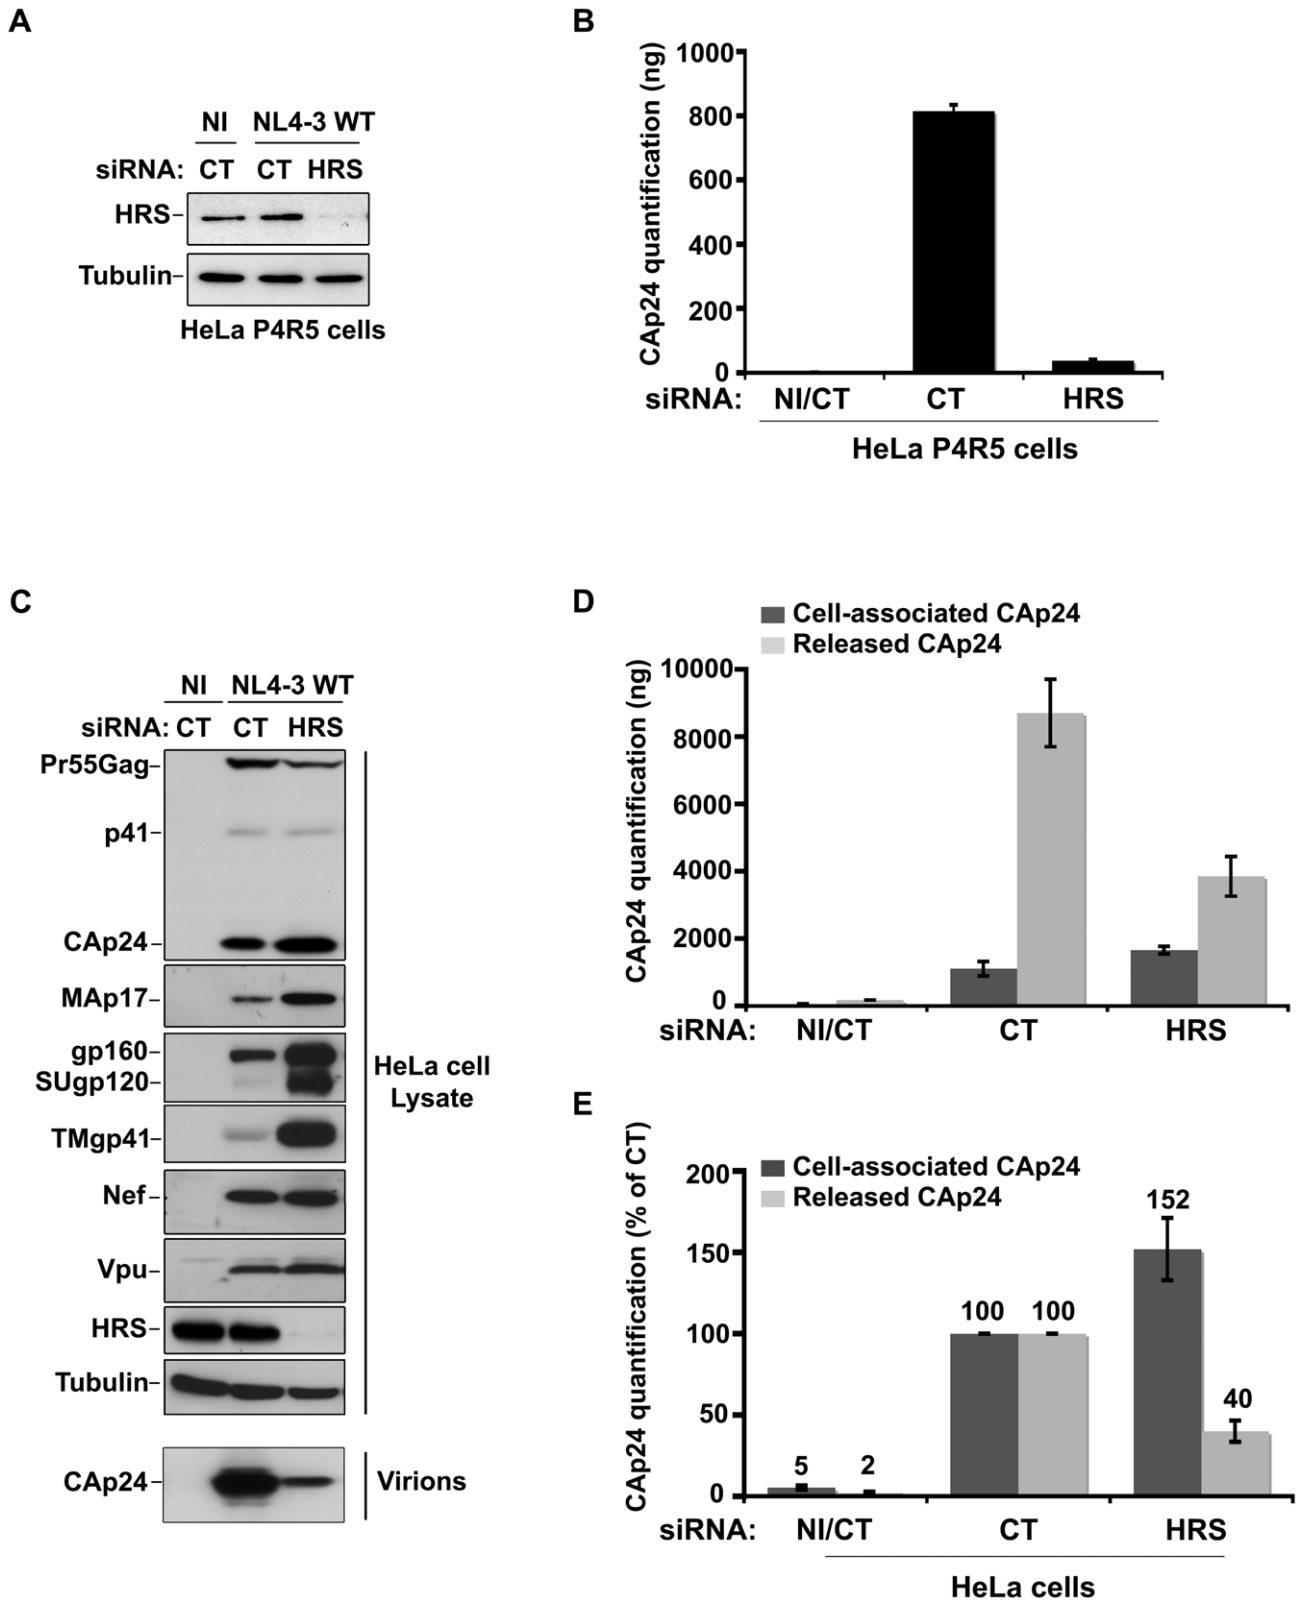 A
NI NL4-3 WT
siRNA: CT CT HRS
HRS
Tubulin
HeLa P4R5 cells
B
CAp24 quantification (ng)
1000
800
600
400
200
0
siRNA: NI/CT CT HRS
HeLa P4R5 cells
C
NI NL4-3 WT
siRNA: CT CT HRS
Pr55Gag
p41
CAp24
MAp17
gp160
SUgp120
TMgp41
Nef
Vpu
HRS
Tubulin
HeLa cell
Lysate
CAp24
Virions
D
Cell-associated CAp24
Released CAp24
CAp24 quantification (ng)
10000
8000
6000
4000
2000
0
siRNA: NI/CT CT HRS
E
Cell-associated CAp24
Released CAp24
CAp24 quantification (% of CT)
200
150
100
50
0
5 2 100 100 152 40
siRNA: NI/CT CT HRS
HeLa cells